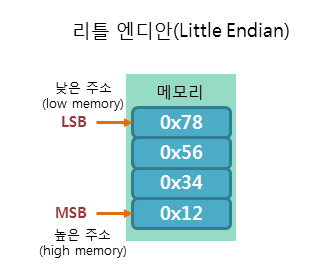 리틀 엔디안(Little Endian)
낮은 주소
(low memory)
메모리
LSB
0x78
0x56
0x34
MSB
0x12
높은 주소
(high memory)